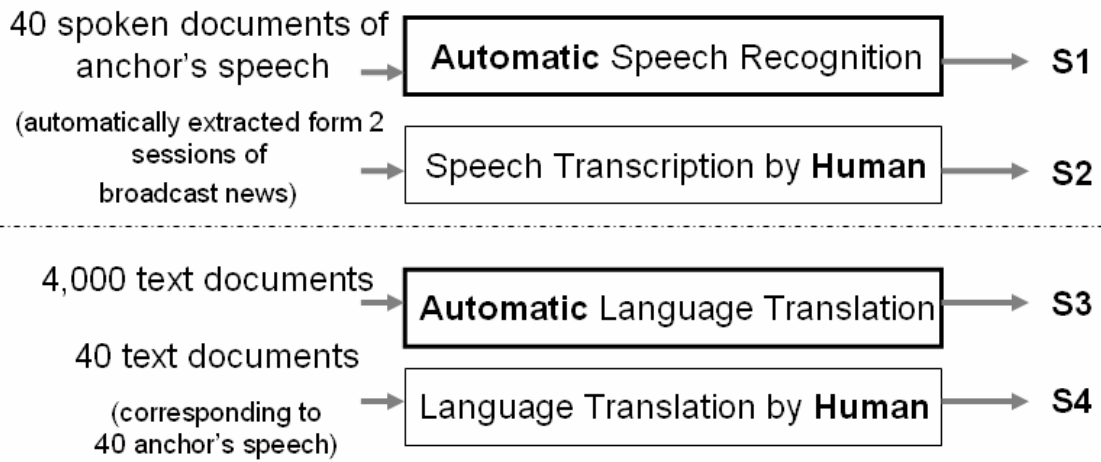 40 spoken documents of
anchor's speech
(automatically extracted form 2
sessions of
broadcast news)
Automatic Speech Recognition
S1
Speech Transcription by Human
S2
4,000 text documents
Automatic Language Translation
S3
40 text documents
(corresponding to
40 anchor's speech)
Language Translation by Human
S4